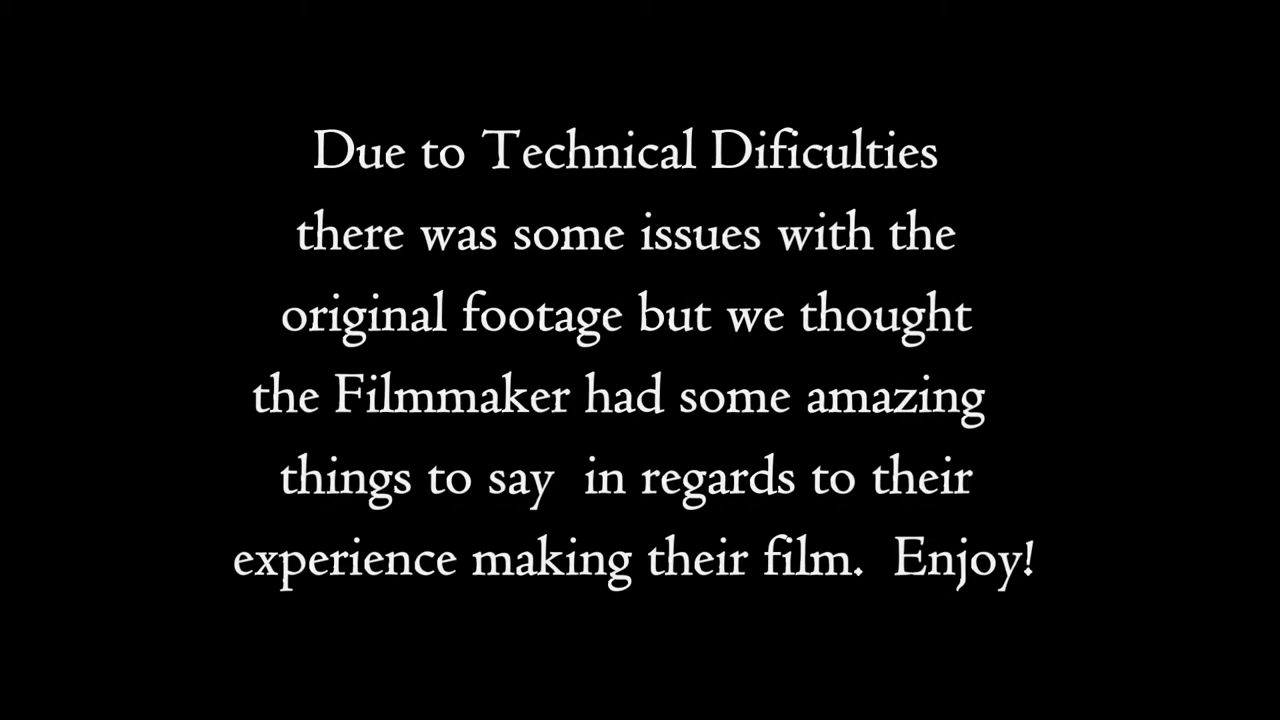 Due to Technical Dificulties
there was some issues with the
original footage but we thought
the Filmmaker had some amazing
things to say  in regards to their
experience making their film.  Enjoy!